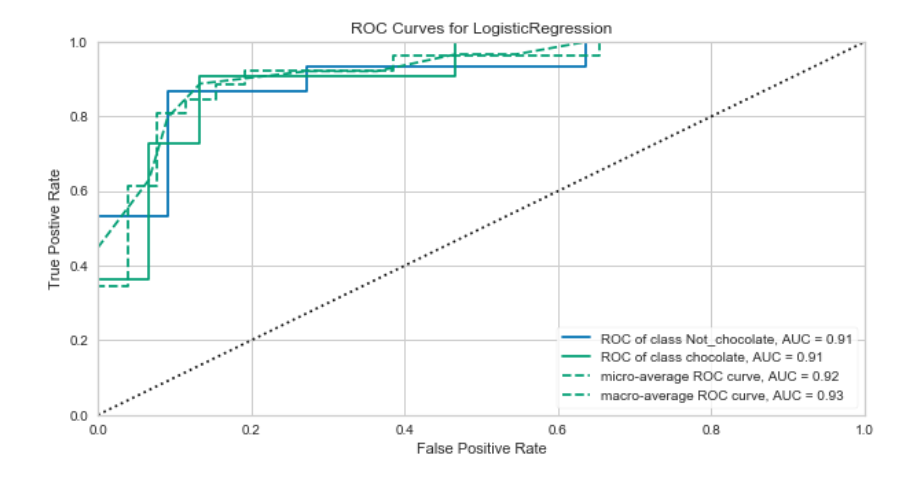 ROC Curves for LogisticRegression
1.0
0.8
0.6
0.4
0.2
0.0
True Postive Rate
ROC of class Not_chocolate, AUC = 0.91
ROC of class chocolate, AUC = 0.91
micro-average ROC curve, AUC = 0.92
macro-average ROC curve, AUC = 0.93
0.0 0.2 0.4 0.6 0.8 1.0
False Positive Rate